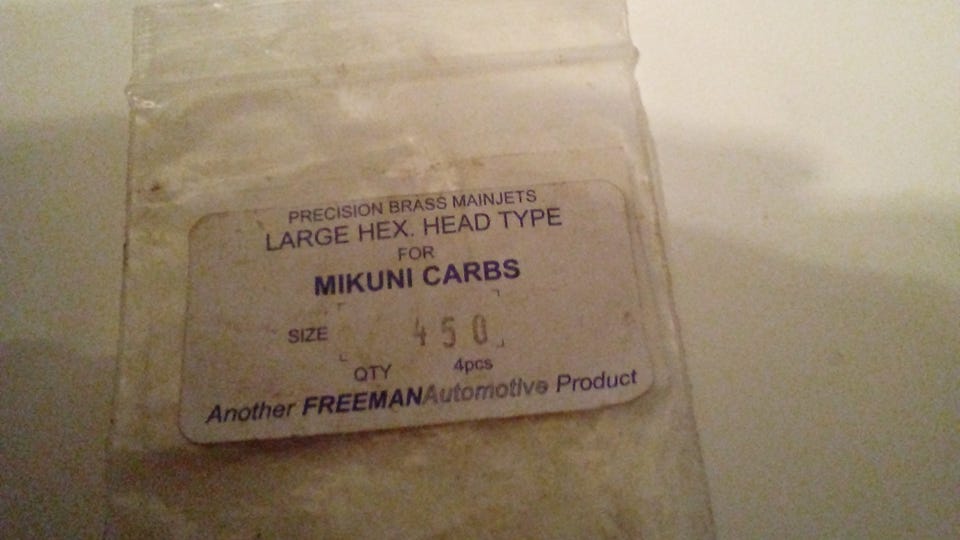 PRECISION BRASS MAINJETS
LARGE HEX. HEAD TYPE
FOR
MIKUNI CARBS
SIZE 450
QTY 4pcs
Another FREEMANAutomotive Product